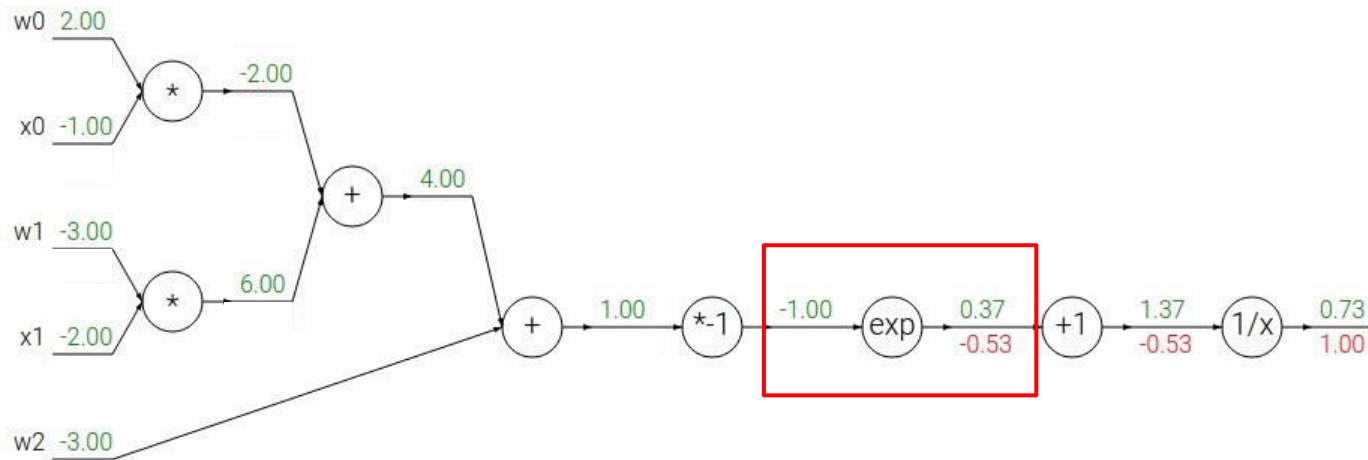 w0 2.00
-2.00
*
x0 -1.00
4.00
+
w1 -3.00
6.00
*
x1 -2.00
1.00 -1.00 0.37 1.37 0.73
+ *-1 exp +1 1/x
-0.53 -0.53 1.00
w2 -3.00